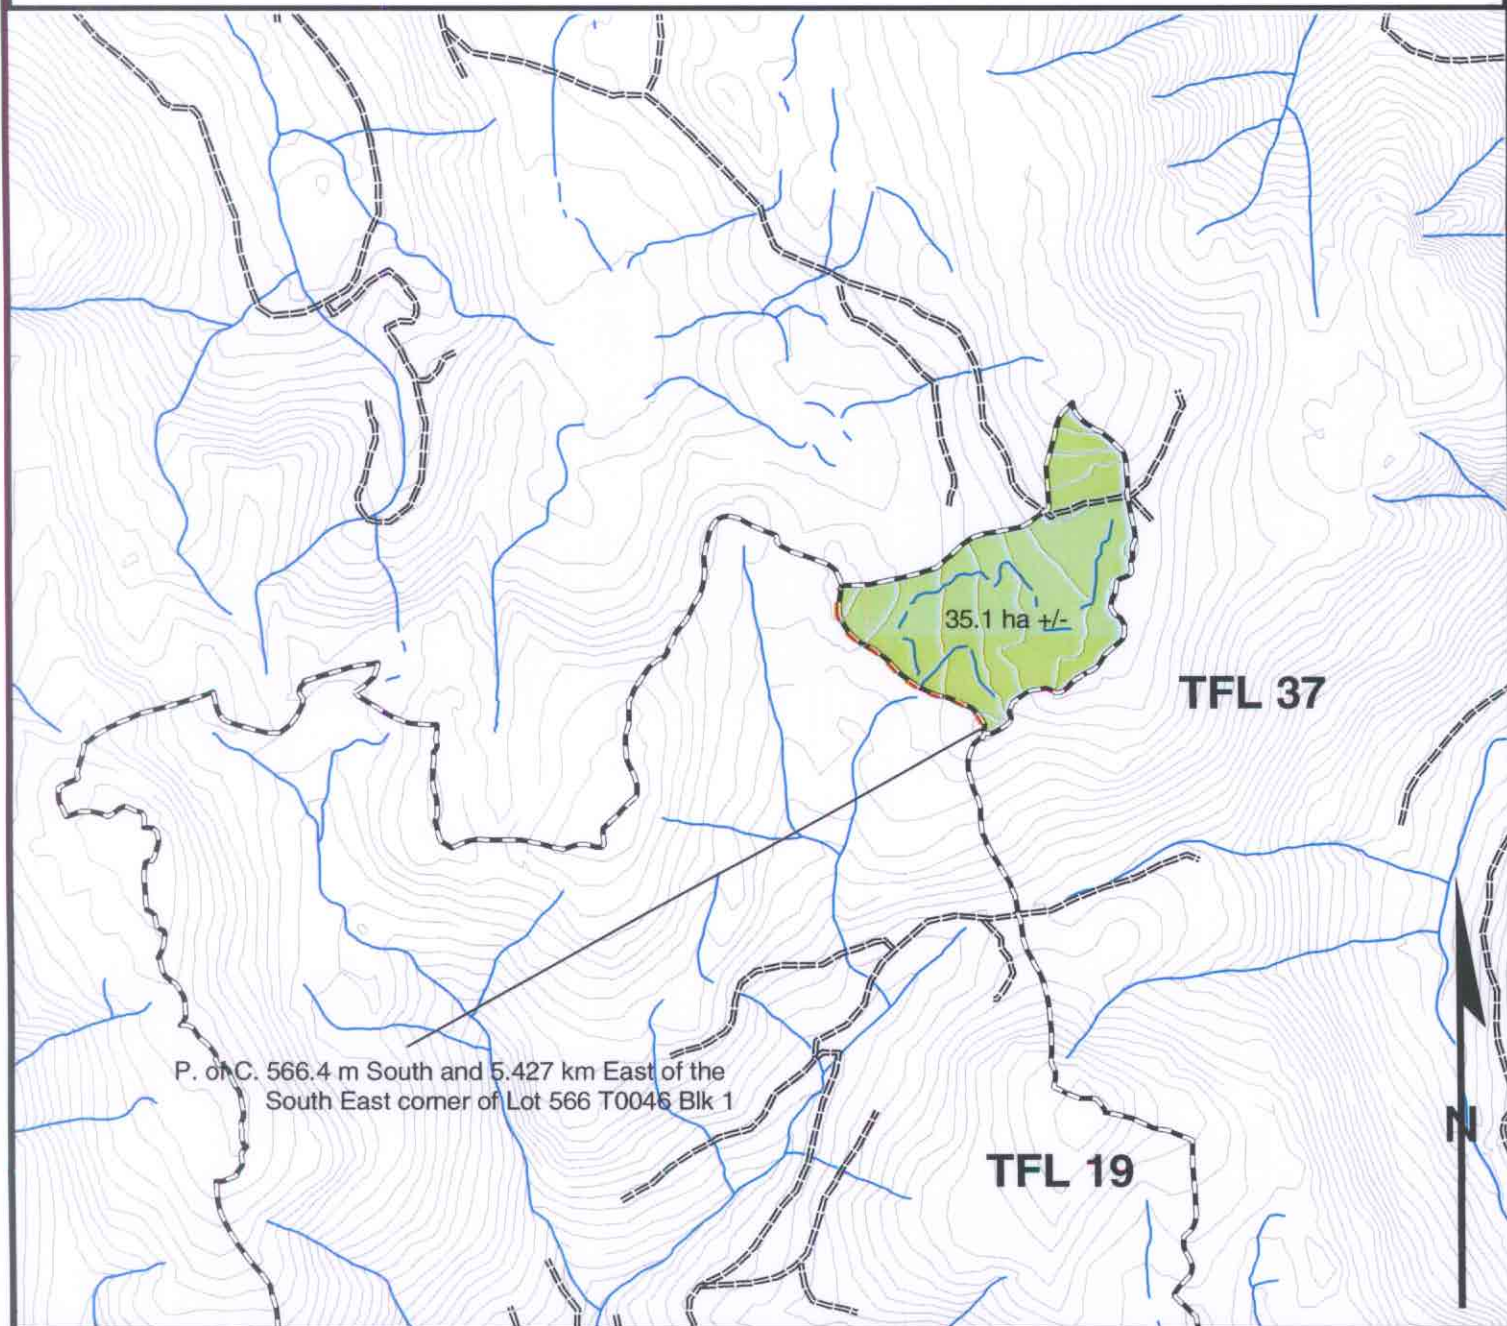 35.1 ha +/-
TFL 37
P. of C. 566.4 m South and 5.427 km East of the
South East corner of Lot 566 T0046 Blk 1
TFL 19
N